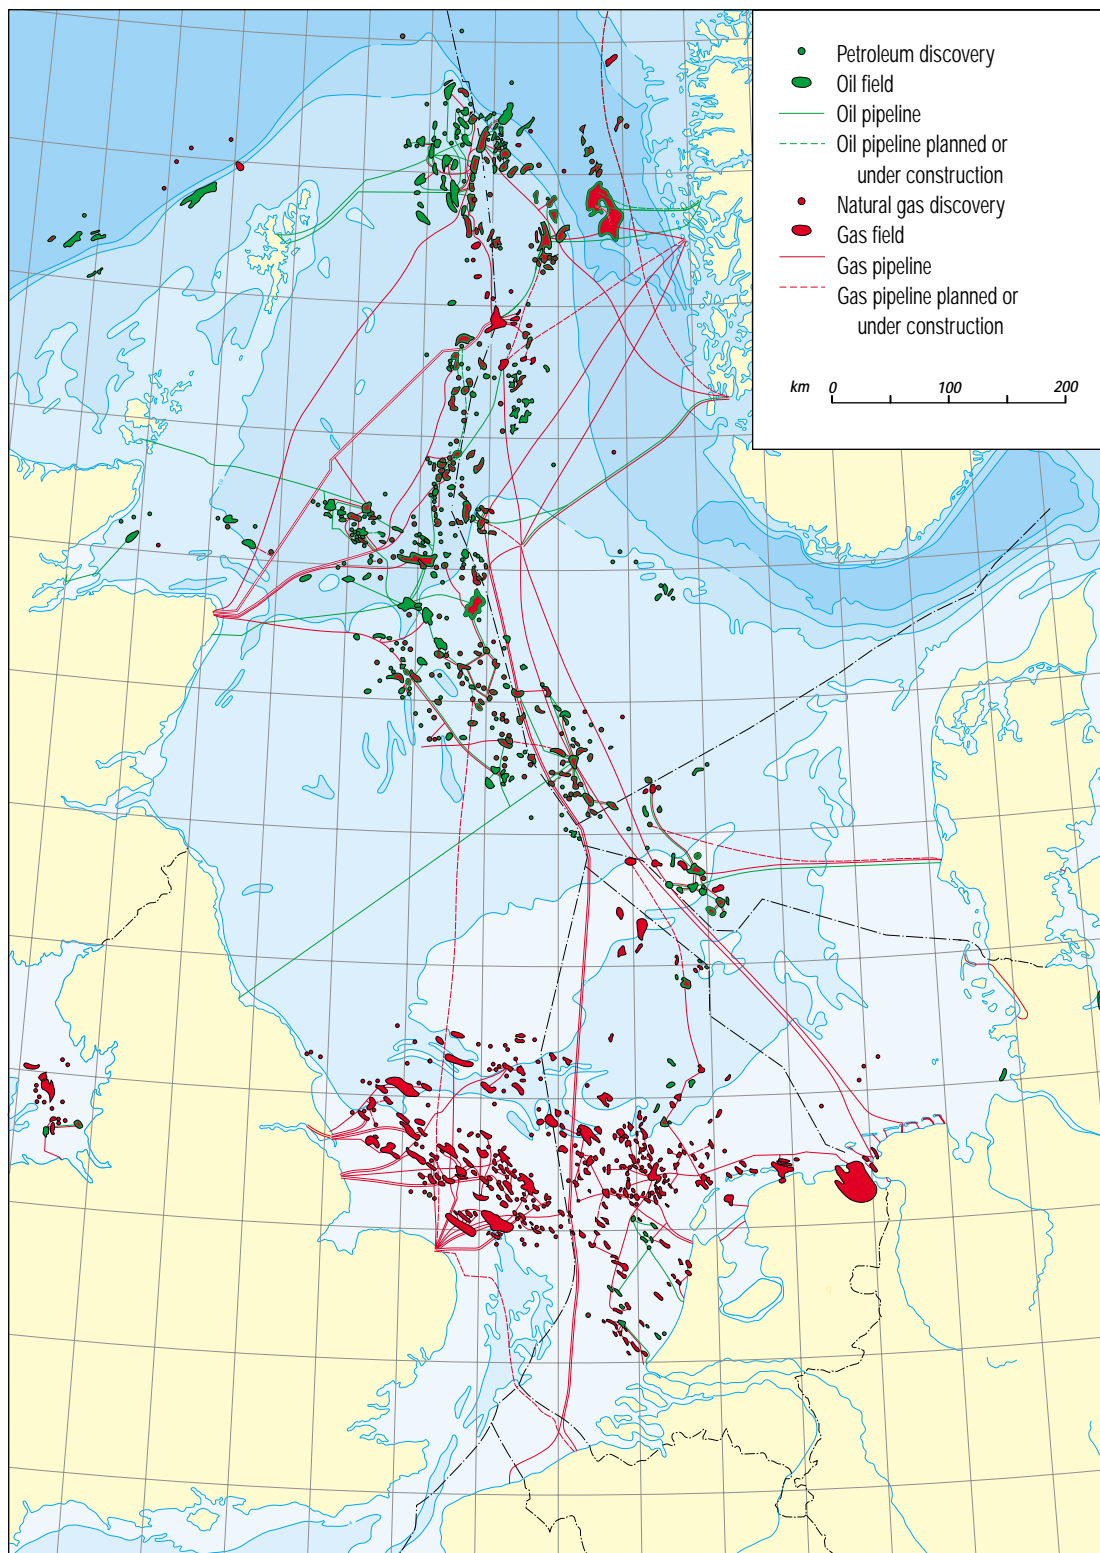 Petroleum discovery
Oil field
Oil pipeline
Oil pipeline planned or
under construction
Natural gas discovery
Gas field
Gas pipeline
Gas pipeline planned or
under construction
km 0 100 200